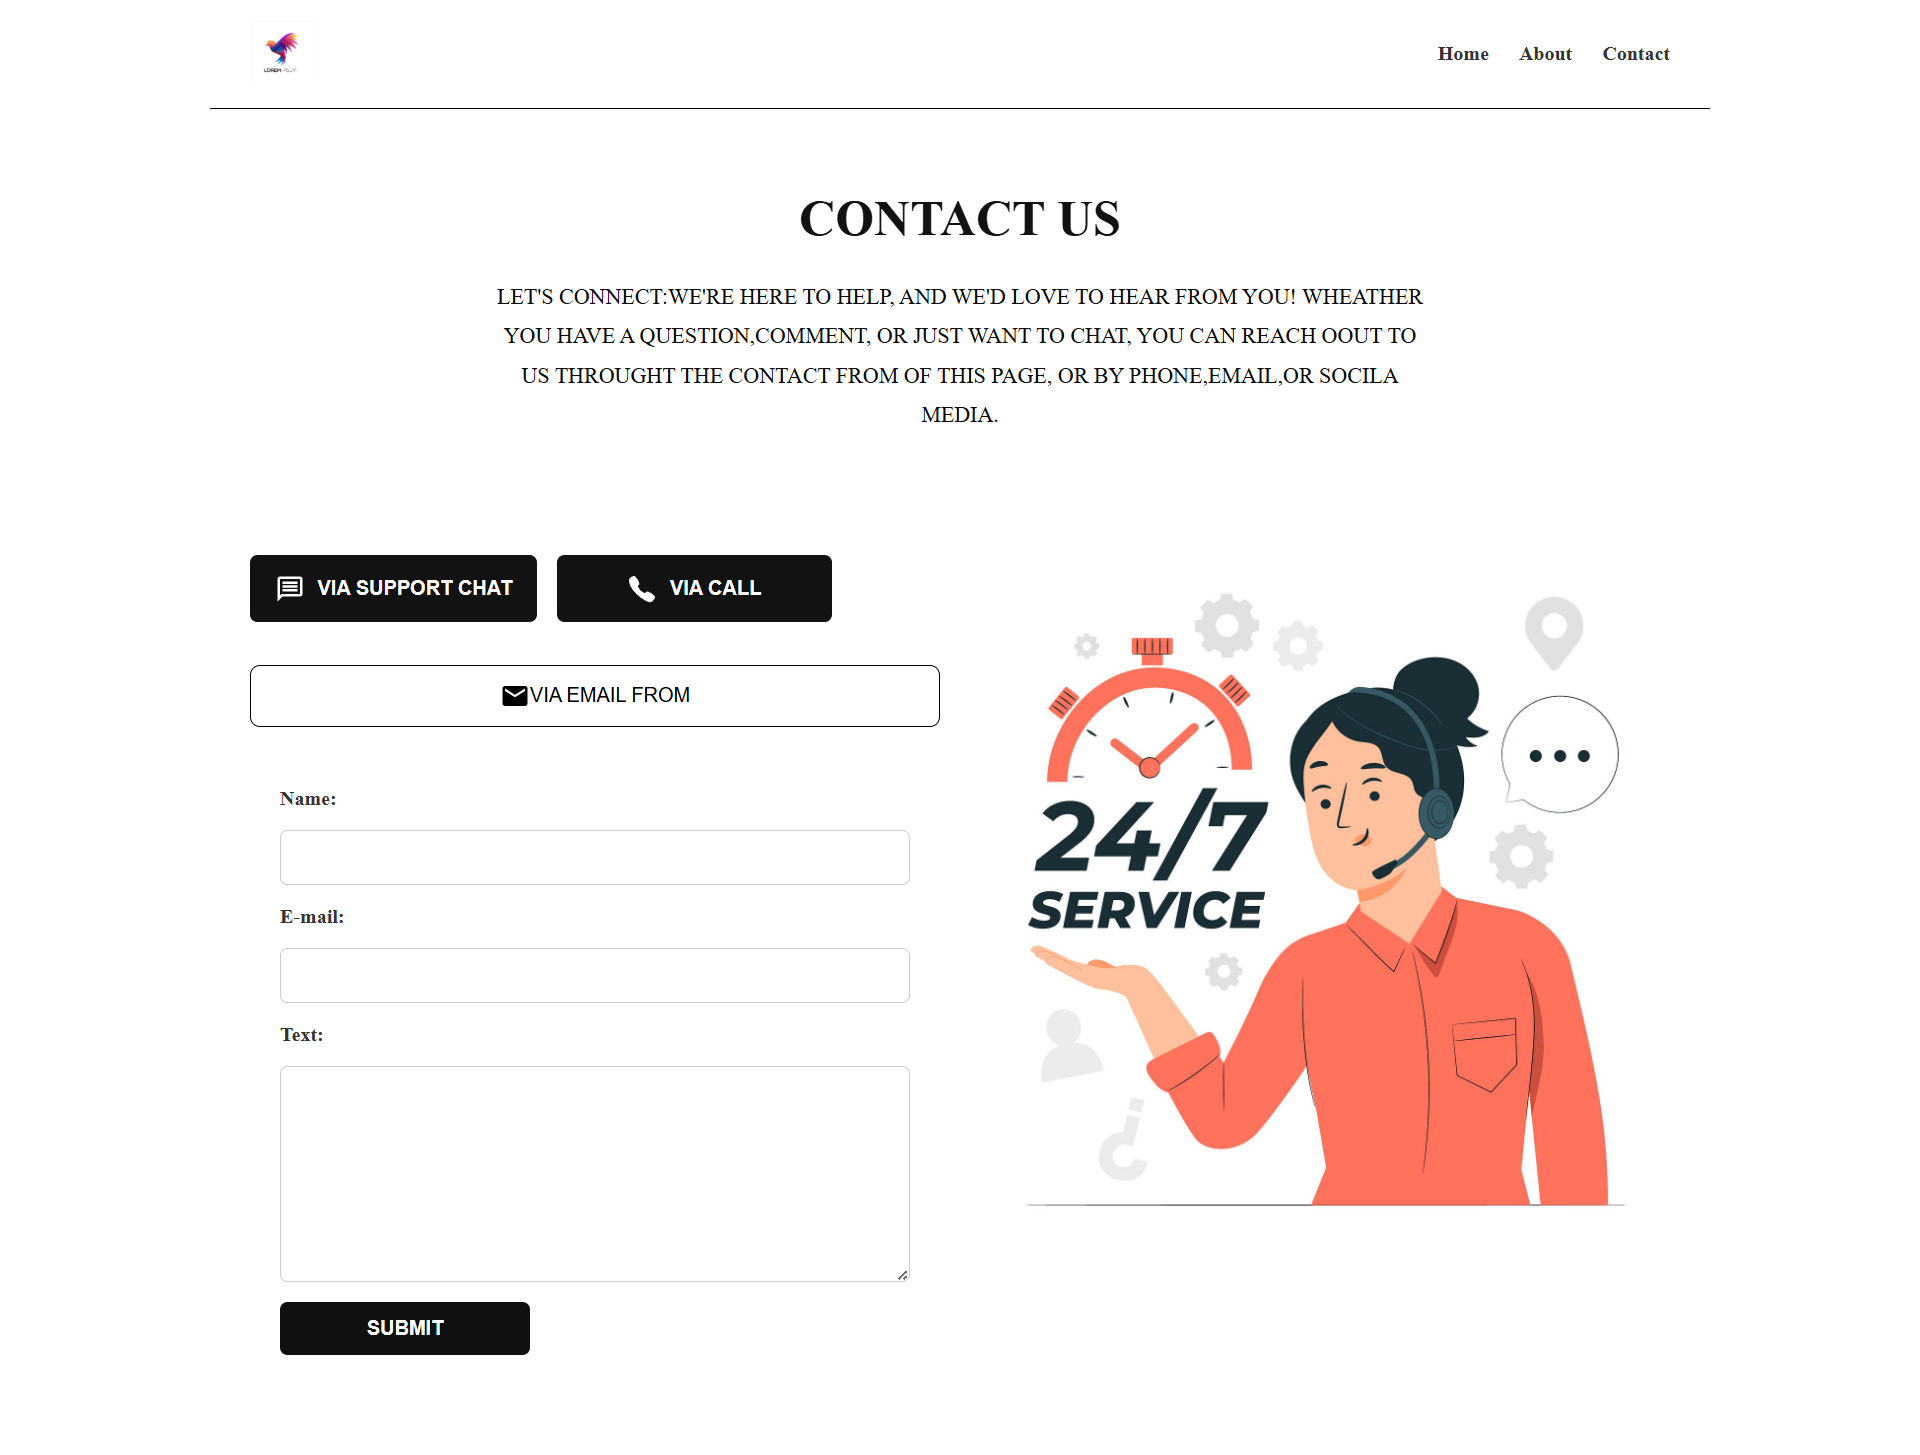 LOREM IPSUM
Home About Contact
CONTACT US
LET'S CONNECT:WE'RE HERE TO HELP, AND WE'D LOVE TO HEAR FROM YOU! WHEATHER
YOU HAVE A QUESTION,COMMENT, OR JUST WANT TO CHAT, YOU CAN REACH OOUT TO
US THROUGHT THE CONTACT FROM OF THIS PAGE, OR BY PHONE,EMAIL,OR SOCILA
MEDIA.
VIA SUPPORT CHAT
VIA CALL
VIA EMAIL FROM
Name:
E-mail:
Text:
SUBMIT
24/7
SERVICE